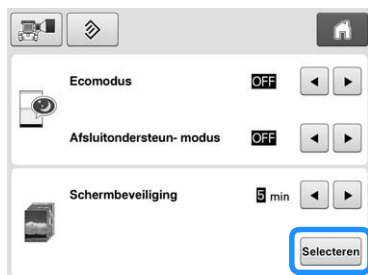 Ecomodus OFF
Afsluitondersteun- modus OFF
Schermbeveiliging 5 min
Selecteren